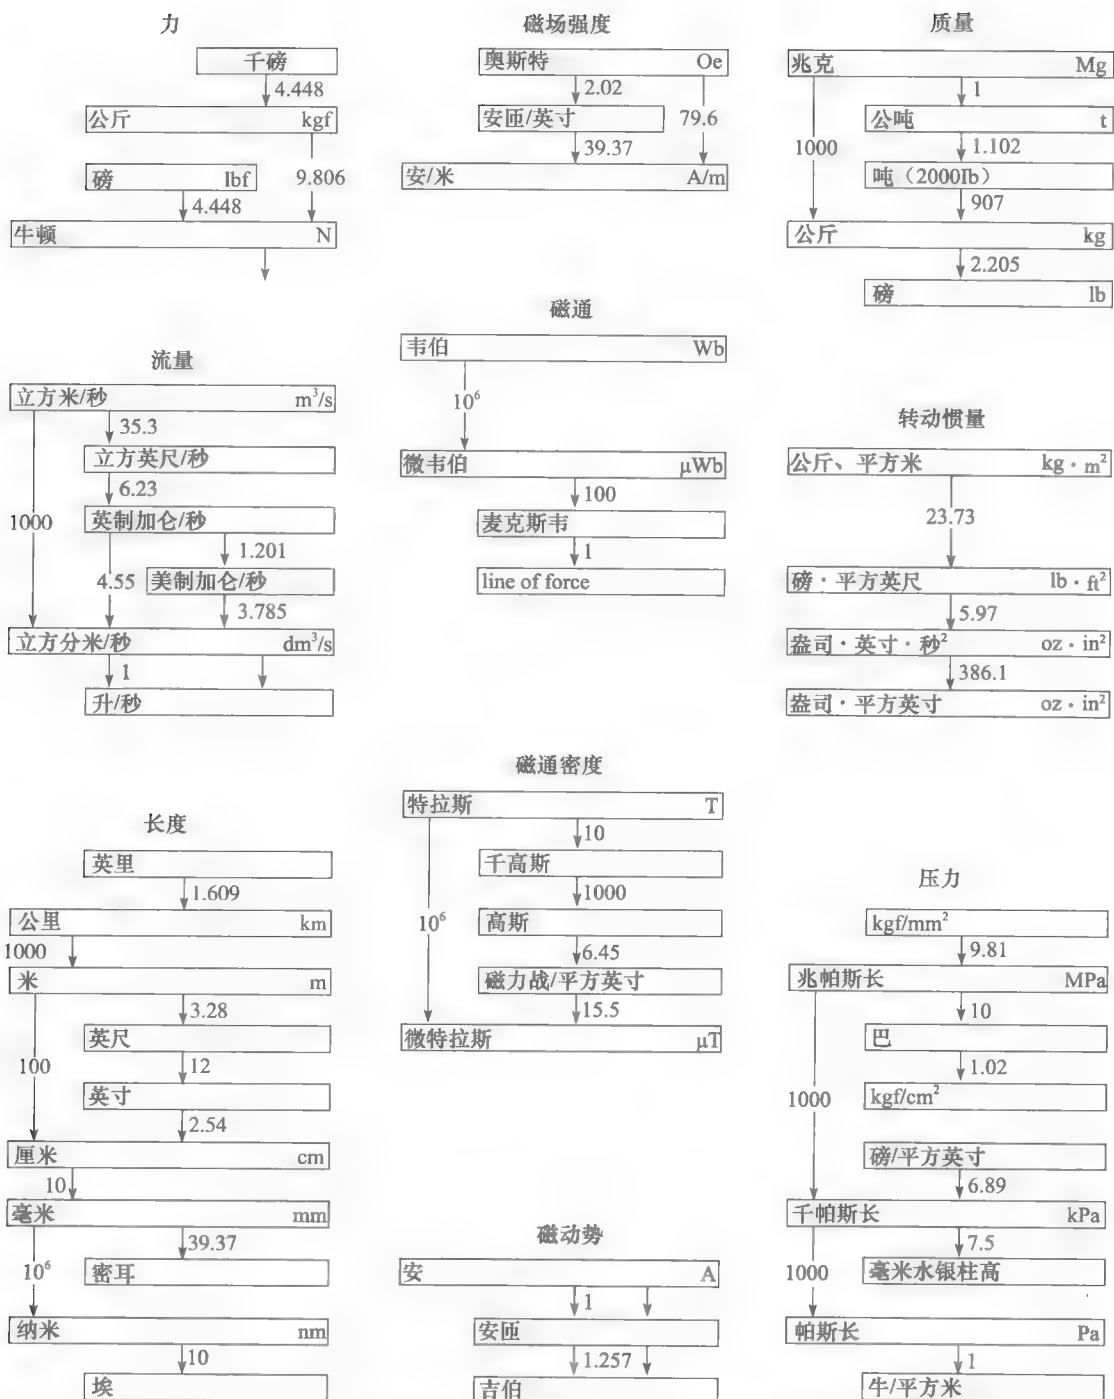 力
千磅
4.448
公斤 kgf
磅 lbf
9.806
4.448
牛顿 N
流量
立方米/秒 m³/s
35.3
立方英尺/秒
6.23
1000
英制加仑/秒
1.201
4.55
美制加仑/秒
3.785
立方分米/秒 dm³/s
1
升/秒
长度
英里
1.609
公里 km
1000
米 m
3.28
英尺
100
12
英寸
2.54
厘米 cm
10
毫米 mm
39.37
10⁶
密耳
纳米 nm
10
埃
磁场强度
奥斯特 Oe
2.02
安匝/英寸
79.6
39.37
安/米 A/m
磁通
韦伯 Wb
10⁶
微韦伯 μWb
100
麦克斯韦
1
line of force
磁通密度
特拉斯 T
10
千高斯
1000
10⁶
高斯
6.45
磁力战/平方英寸
15.5
微特拉斯 μT
磁动势
安 A
1
安匝
1.257
吉伯
质量
兆克 Mg
1
公吨 t
1000
1.102
吨（2000Ib）
907
公斤 kg
2.205
磅 lb
转动惯量
公斤、平方米 kg·m²
23.73
磅·平方英尺 lb·ft²
5.97
盎司·英寸·秒² oz·in²
386.1
盎司·平方英寸 oz·in²
压力
kgf/mm²
9.81
兆帕斯长 MPa
10
巴
1.02
1000
kgf/cm²
磅/平方英寸
6.89
千帕斯长 kPa
7.5
1000
毫米水银柱高
帕斯长 Pa
1
牛/平方米